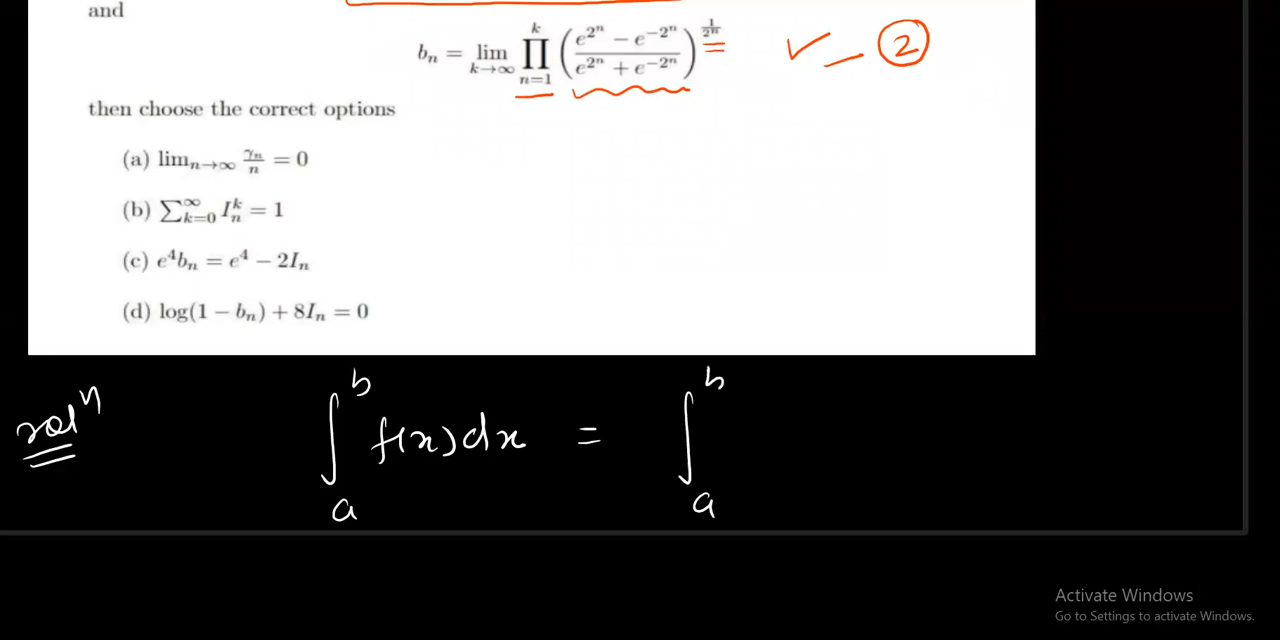 and
b_n = lim_{k→∞} ∏_{n=1}^{k} ( (e^{2^n} − e^{−2^n}) / (e^{2^n} + e^{−2^n}) )^{1/2^n} ✓ – ②
then choose the correct options
(a) lim_{n→∞} γ_n/n = 0
(b) ∑_{k=0}^{∞} I_n^k = 1
(c) e^4 b_n = e^4 − 2I_n
(d) log(1 − b_n) + 8I_n = 0
sol^n ∫_a^b f(x)dx = ∫_a^b
Activate Windows
Go to Settings to activate Windows.